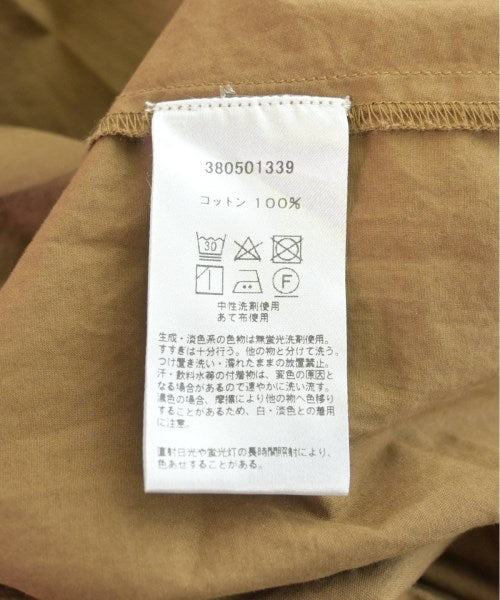 380501339
コットン 100%
30
F
中性洗剤使用
あて布使用
生成・淡色系の色物は無蛍光洗剤使用。
すすぎは十分行う。他の物と分けて洗う。
つけ置き洗い・濡れたままの放置禁止。
汗・飲料水等の付着物は、変色の原因と
なる場合があるので速やかに洗い流す。
濃色の場合、摩擦により他の物へ色移り
することがあるため、白・淡色との着用
に注意。
直射日光や蛍光灯の長時間照射により、
色あせすることがある。